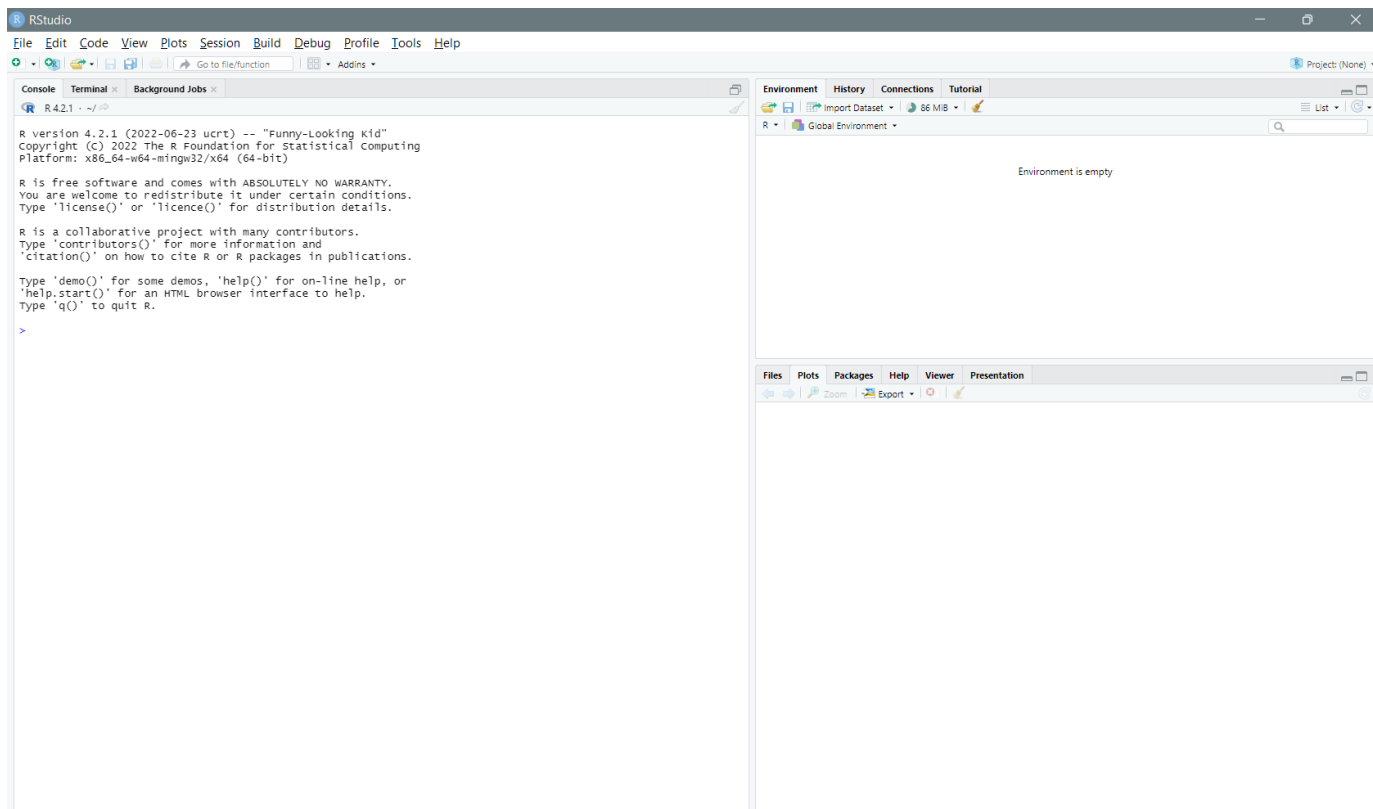 RStudio
File Edit Code View Plots Session Build Debug Profile Tools Help
Go to file/function Addins Project: (None)
Console Terminal Background Jobs
R 4.2.1 · ~/
R version 4.2.1 (2022-06-23 ucrt) -- "Funny-Looking Kid"
Copyright (C) 2022 The R Foundation for Statistical Computing
Platform: x86_64-w64-mingw32/x64 (64-bit)
R is free software and comes with ABSOLUTELY NO WARRANTY.
You are welcome to redistribute it under certain conditions.
Type 'license()' or 'licence()' for distribution details.
R is a collaborative project with many contributors.
Type 'contributors()' for more information and
'citation()' on how to cite R or R packages in publications.
Type 'demo()' for some demos, 'help()' for on-line help, or
'help.start()' for an HTML browser interface to help.
Type 'q()' to quit R.
>
Environment History Connections Tutorial
Import Dataset 86 MiB List
R Global Environment
Environment is empty
Files Plots Packages Help Viewer Presentation
Zoom Export